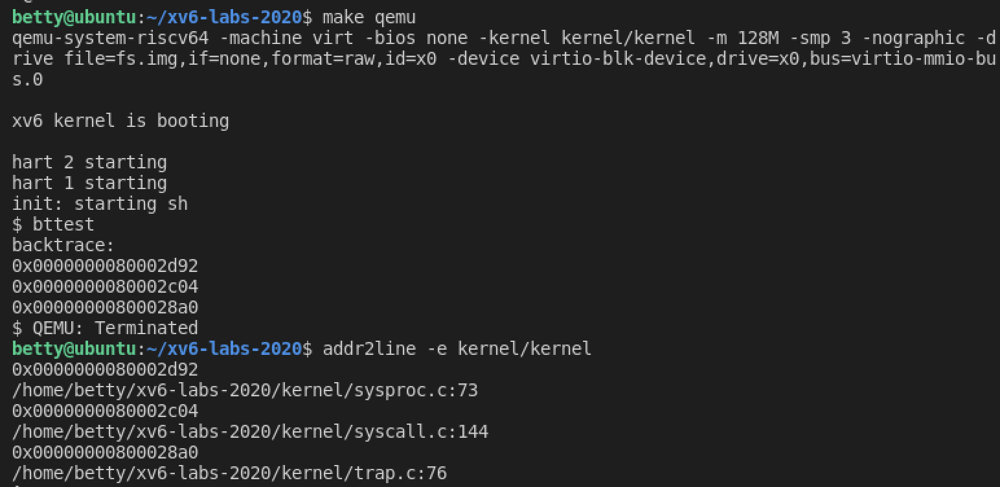 betty@ubuntu:~/xv6-labs-2020$ make qemu
qemu-system-riscv64 -machine virt -bios none -kernel kernel/kernel -m 128M -smp 3 -nographic -d
rive file=fs.img,if=none,format=raw,id=x0 -device virtio-blk-device,drive=x0,bus=virtio-mmio-bu
s.0
xv6 kernel is booting
hart 2 starting
hart 1 starting
init: starting sh
$ bttest
backtrace:
0x0000000080002d92
0x0000000080002c04
0x00000000800028a0
$ QEMU: Terminated
betty@ubuntu:~/xv6-labs-2020$ addr2line -e kernel/kernel
0x0000000080002d92
/home/betty/xv6-labs-2020/kernel/sysproc.c:73
0x0000000080002c04
/home/betty/xv6-labs-2020/kernel/syscall.c:144
0x00000000800028a0
/home/betty/xv6-labs-2020/kernel/trap.c:76